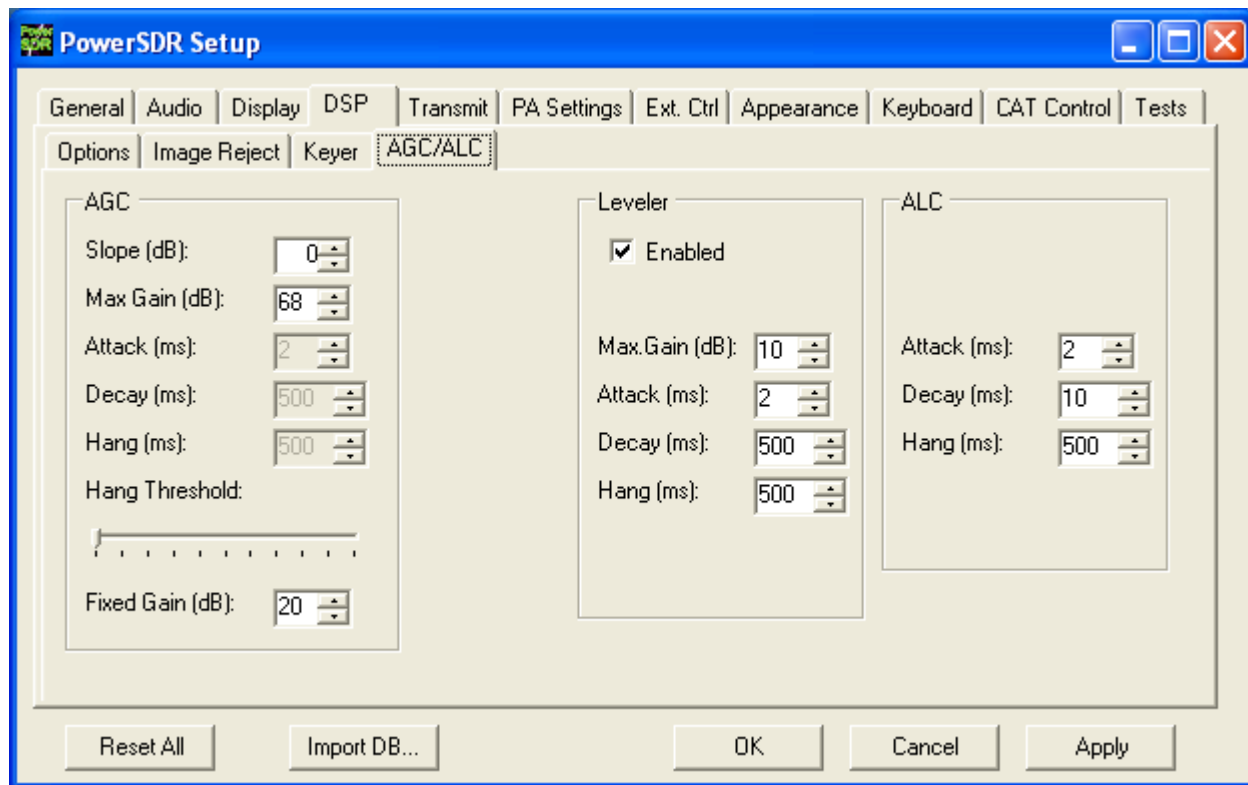 PowerSDR Setup
General Audio Display DSP Transmit PA Settings Ext. Ctrl Appearance Keyboard CAT Control Tests
Options Image Reject Keyer AGC/ALC
AGC
Slope (dB): 0
Max Gain (dB): 68
Attack (ms): 2
Decay (ms): 500
Hang (ms): 500
Hang Threshold:
Fixed Gain (dB): 20
Leveler
Enabled
Max.Gain (dB): 10
Attack (ms): 2
Decay (ms): 500
Hang (ms): 500
ALC
Attack (ms): 2
Decay (ms): 10
Hang (ms): 500
Reset All Import DB... OK Cancel Apply